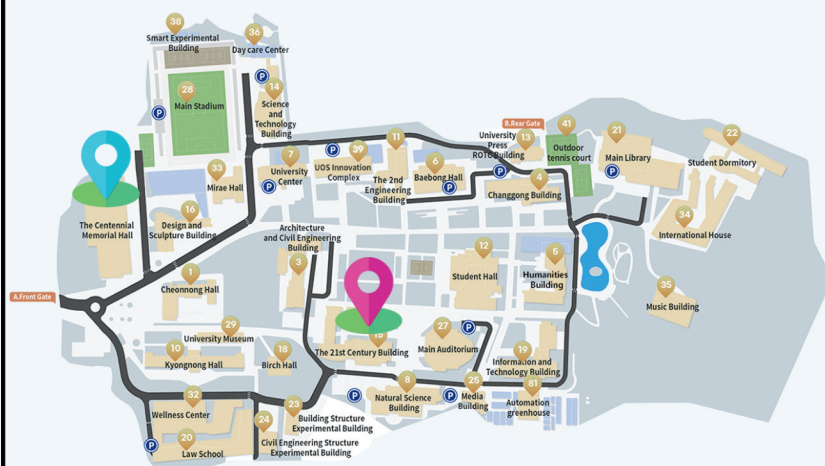 38
Smart Experimental
Building
36
Day care Center
P
28
Main Stadium
P
14
Science
and
Technology
Building
33
Mirae Hall
7
University
Center
P
P
39
UOS Innovation
Complex
11
The 2nd
Engineering
Building
6
Baebong Hall
P
B.Rear Gate
13
University
Press
ROTC Building
P
41
Outdoor
tennis court
4
Changgong Building
21
Main Library
P
22
Student Dormitory
34
International House
35
Music Building
The Centennial
Memorial Hall
16
Design and
Sculpture Building
Architecture
and Civil Engineering
Building
3
12
Student Hall
5
Humanities
Building
A.Front Gate
1
Cheonnong Hall
29
University Museum
10
Kyongnong Hall
18
Birch Hall
15
The 21st Century Building
27
Main Auditorium
P
19
Information and
Technology Building
32
Wellness Center
20
Law School
P
23
Building Structure
Experimental Building
24
Civil Engineering Structure
Experimental Building
P
8
Natural Science
Building
P
25
Media
Building
81
Automation
greenhouse